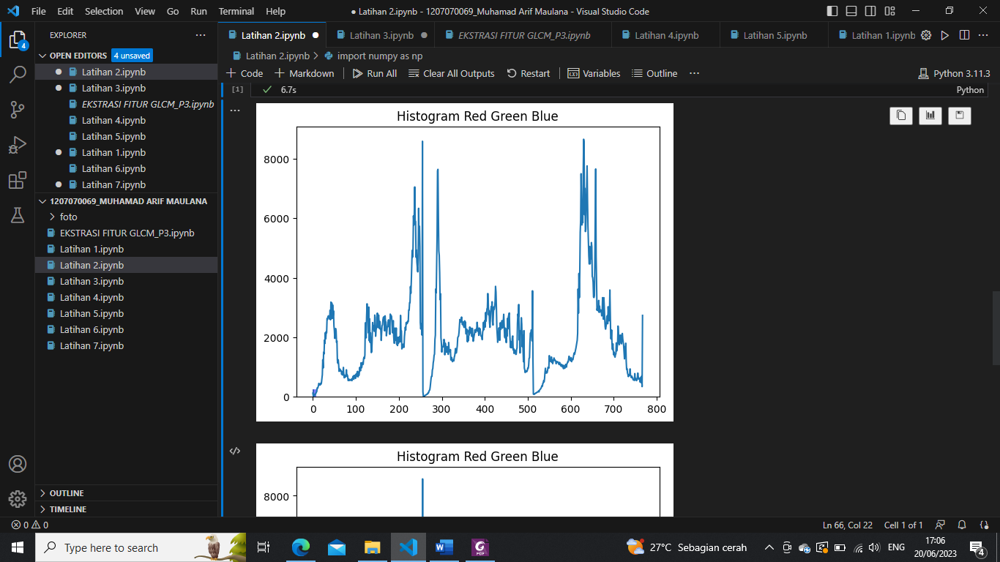 File Edit Selection View Go Run Terminal Help
● Latihan 2.ipynb - 1207070069_Muhamad Arif Maulana - Visual Studio Code
EXPLORER
OPEN EDITORS 4 unsaved
Latihan 2.ipynb
Latihan 3.ipynb
EKSTRASI FITUR GLCM_P3.ipynb
Latihan 4.ipynb
Latihan 5.ipynb
Latihan 1.ipynb
Latihan 6.ipynb
Latihan 7.ipynb
1207070069_MUHAMAD ARIF MAULANA
foto
EKSTRASI FITUR GLCM_P3.ipynb
Latihan 1.ipynb
Latihan 2.ipynb
Latihan 3.ipynb
Latihan 4.ipynb
Latihan 5.ipynb
Latihan 6.ipynb
Latihan 7.ipynb
OUTLINE
TIMELINE
4
Latihan 2.ipynb Latihan 3.ipynb EKSTRASI FITUR GLCM_P3.ipynb Latihan 4.ipynb Latihan 5.ipynb Latihan 1.ipynb
Latihan 2.ipynb > import numpy as np
Code Markdown Run All Clear All Outputs Restart Variables Outline ... Python 3.11.3
[1] 6.7s Python
Histogram Red Green Blue
8000
6000
4000
2000
0
0 100 200 300 400 500 600 700 800
Histogram Red Green Blue
8000
0 0 Ln 66, Col 22 Cell 1 of 1
Type here to search
27°C Sebagian cerah
ENG
17:06
20/06/2023
4